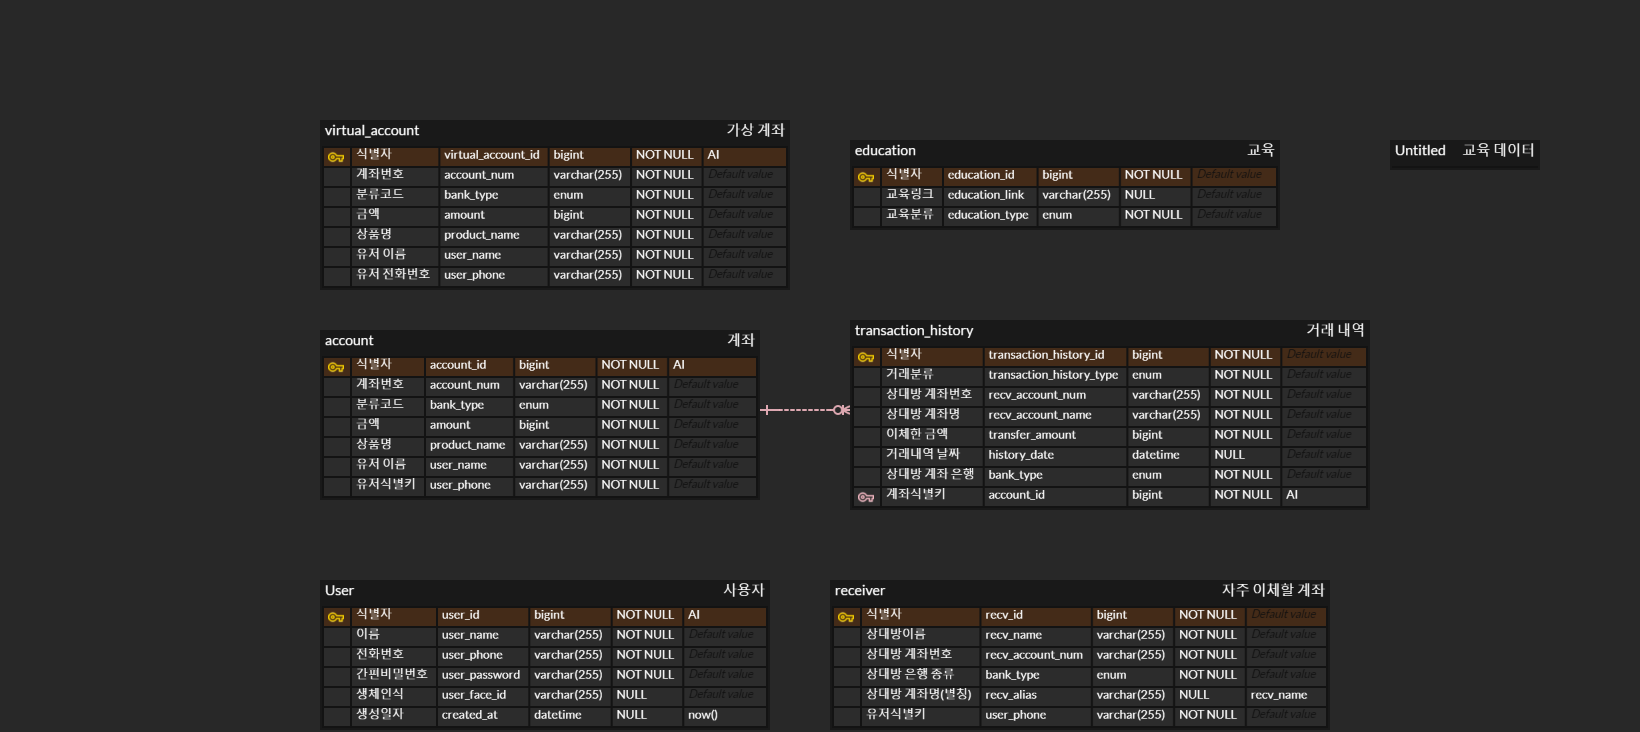 virtual_account 가상 계좌
식별자 virtual_account_id bigint NOT NULL AI
계좌번호 account_num varchar(255) NOT NULL Default value
분류코드 bank_type enum NOT NULL Default value
금액 amount bigint NOT NULL Default value
상품명 product_name varchar(255) NOT NULL Default value
유저 이름 user_name varchar(255) NOT NULL Default value
유저 전화번호 user_phone varchar(255) NOT NULL Default value
education 교육
식별자 education_id bigint NOT NULL Default value
교육링크 education_link varchar(255) NULL Default value
교육분류 education_type enum NOT NULL Default value
Untitled 교육 데이터
account 계좌
식별자 account_id bigint NOT NULL AI
계좌번호 account_num varchar(255) NOT NULL Default value
분류코드 bank_type enum NOT NULL Default value
금액 amount bigint NOT NULL Default value
상품명 product_name varchar(255) NOT NULL Default value
유저 이름 user_name varchar(255) NOT NULL Default value
유저식별키 user_phone varchar(255) NOT NULL Default value
transaction_history 거래 내역
식별자 transaction_history_id bigint NOT NULL Default value
거래분류 transaction_history_type enum NOT NULL Default value
상대방 계좌번호 recv_account_num varchar(255) NOT NULL Default value
상대방 계좌명 recv_account_name varchar(255) NOT NULL Default value
이체한 금액 transfer_amount bigint NOT NULL Default value
거래내역 날짜 history_date datetime NULL Default value
상대방 계좌 은행 bank_type enum NOT NULL Default value
계좌식별키 account_id bigint NOT NULL AI
User 사용자
식별자 user_id bigint NOT NULL AI
이름 user_name varchar(255) NOT NULL Default value
전화번호 user_phone varchar(255) NOT NULL Default value
간편비밀번호 user_password varchar(255) NOT NULL Default value
생체인식 user_face_id varchar(255) NULL Default value
생성일자 created_at datetime NULL now()
receiver 자주 이체할 계좌
식별자 recv_id bigint NOT NULL Default value
상대방이름 recv_name varchar(255) NOT NULL Default value
상대방 계좌번호 recv_account_num varchar(255) NOT NULL Default value
상대방 은행 종류 bank_type enum NOT NULL Default value
상대방 계좌명(별칭) recv_alias varchar(255) NULL recv_name
유저식별키 user_phone varchar(255) NOT NULL Default value